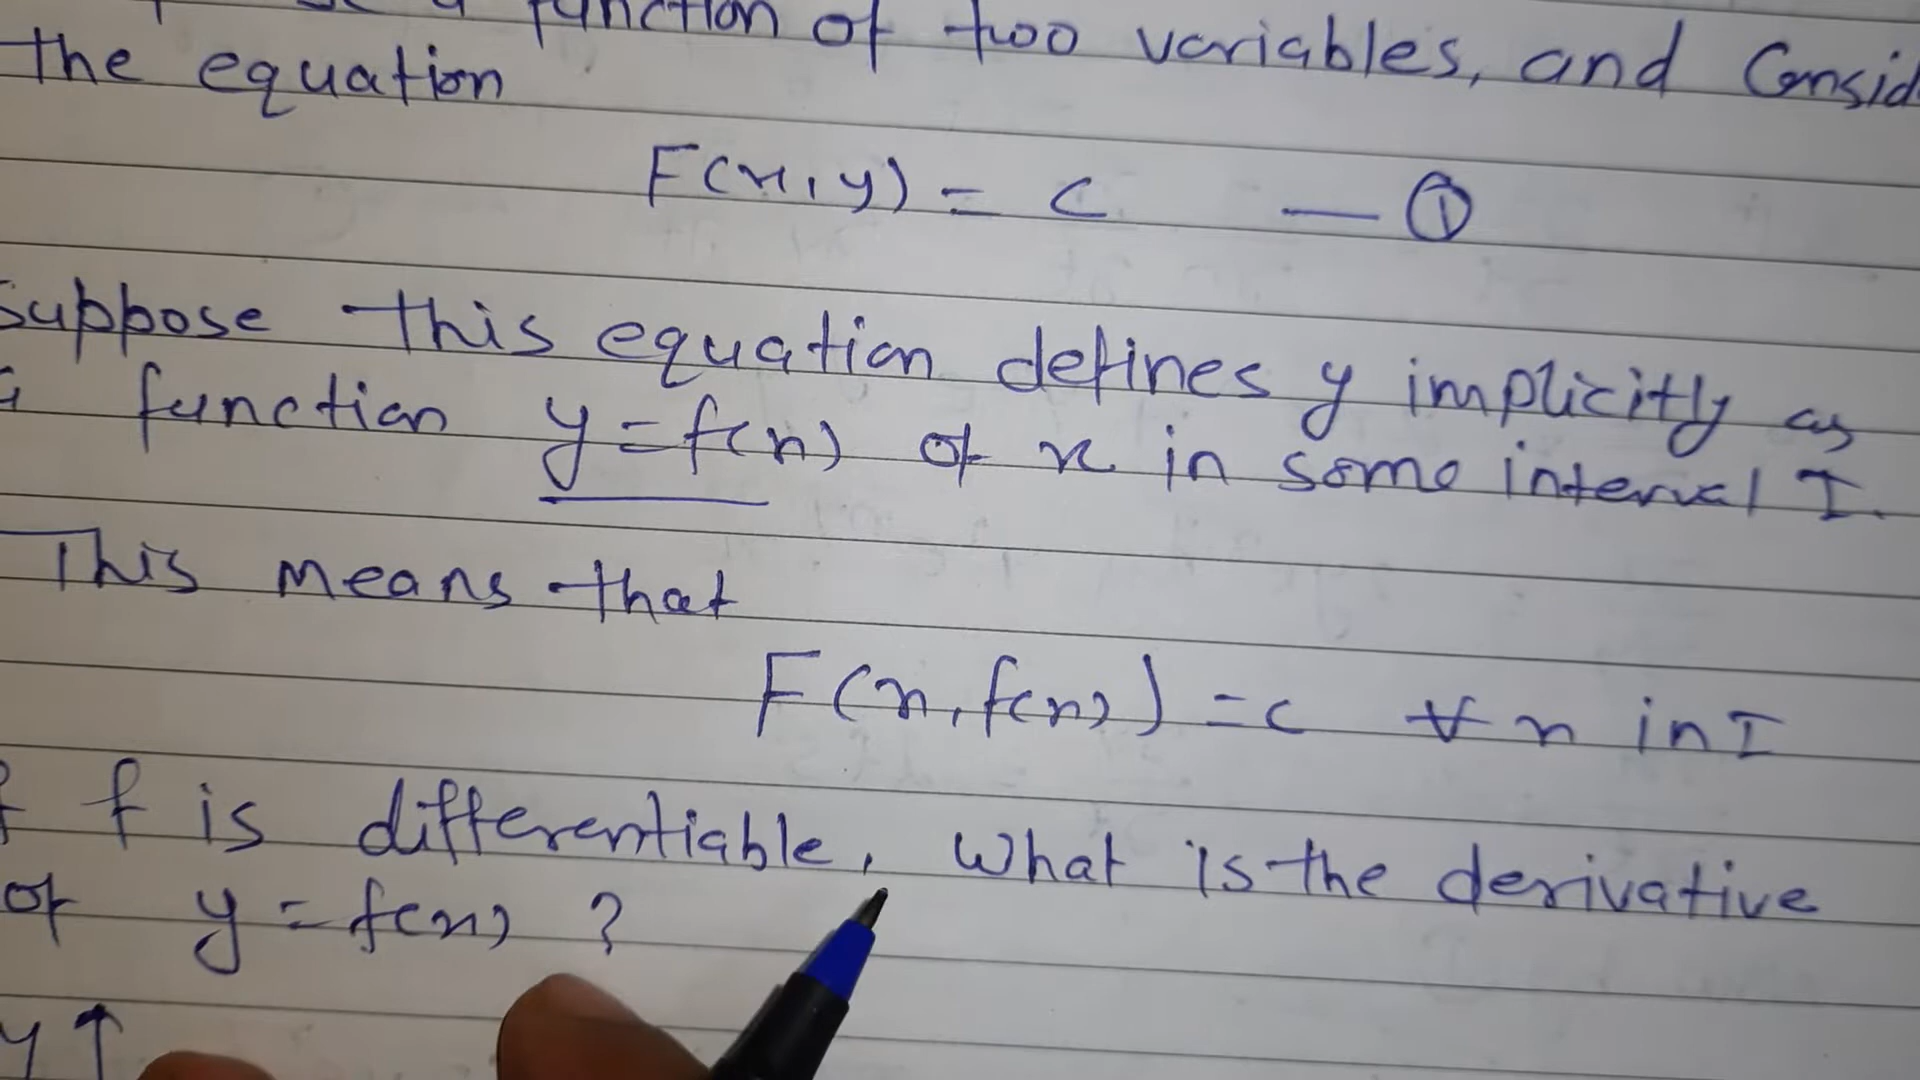 a function of two variables, and Consid
the equation
F(x,y) = c — ①
Suppose this equation defines y implicitly as
a function y=f(x) of x in some interval I.
This means that
F(x, f(x)) = c ∀ x in I
f f is differentiable, what is the derivative
of y = f(x) ?
y ↑